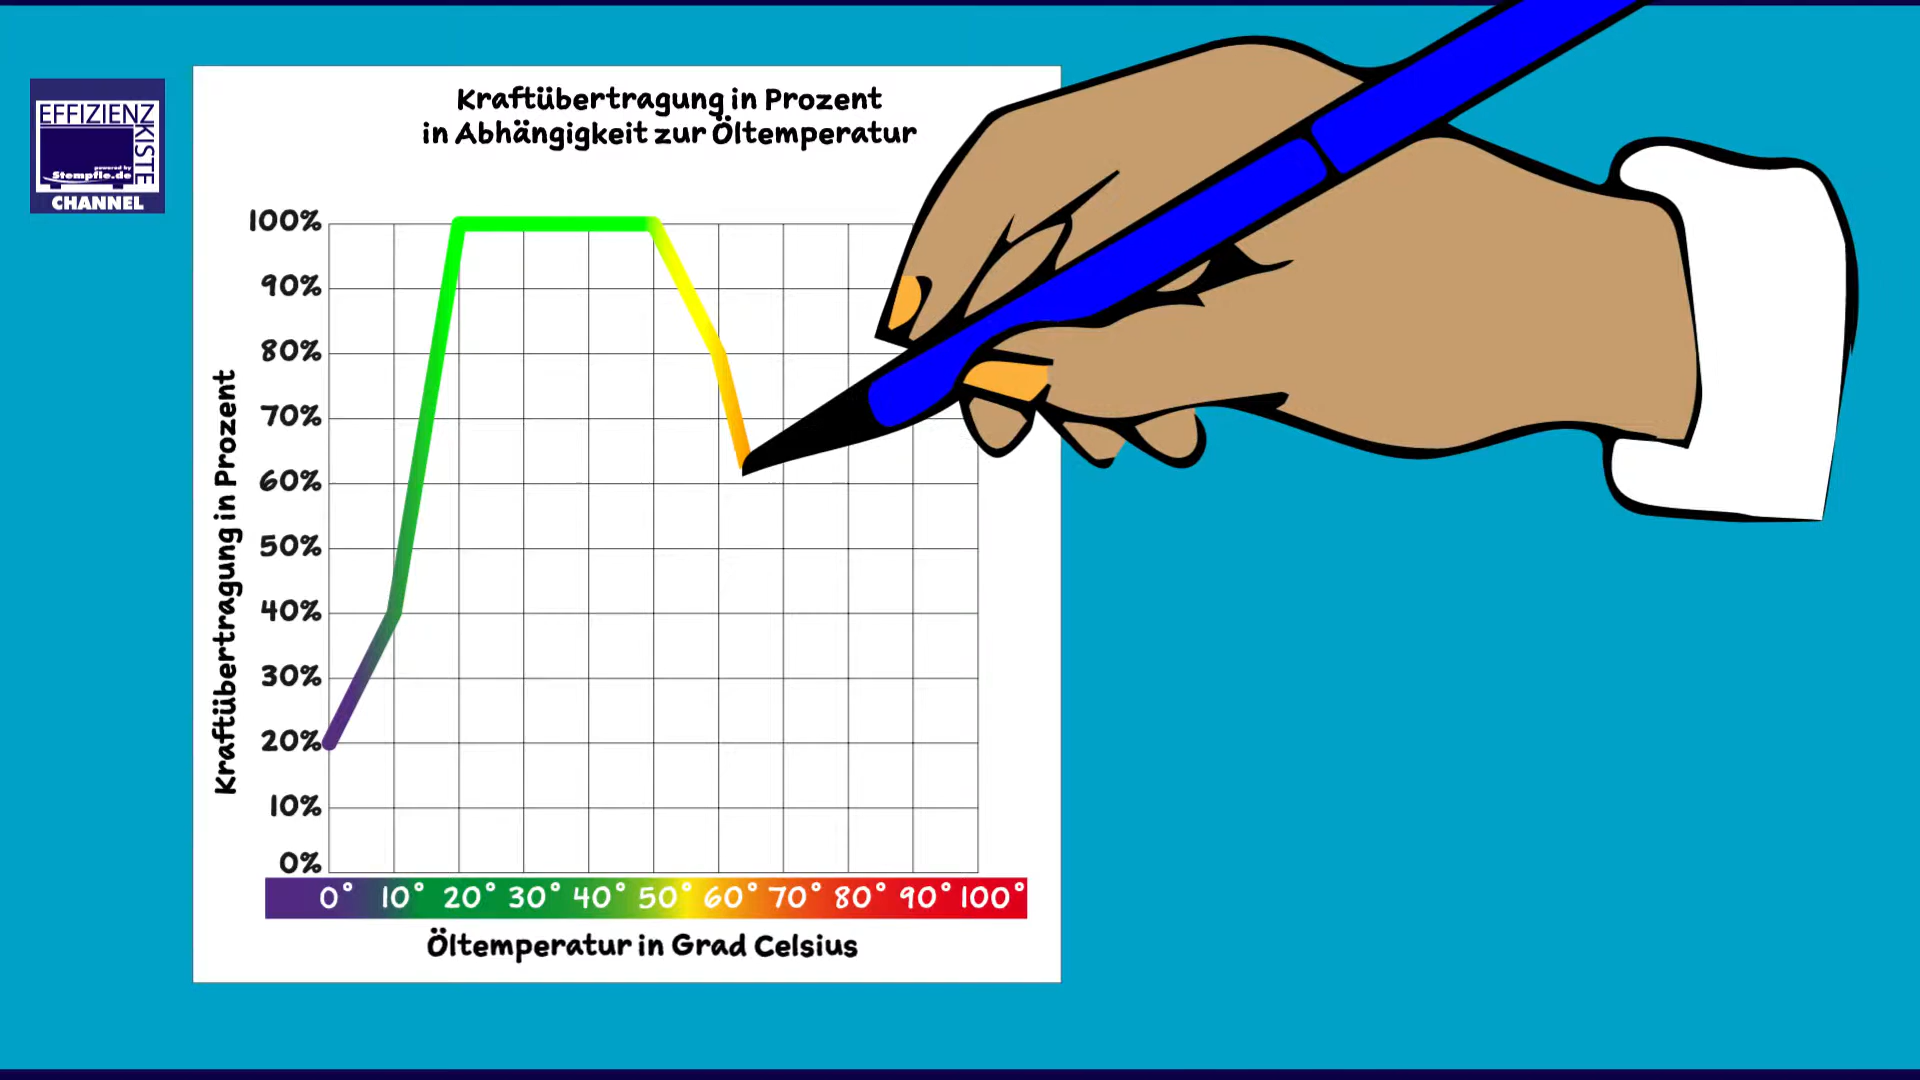 EFFIZIENZ
KISTE
powered by
Stempfle.de
CHANNEL
Kraftübertragung in Prozent
in Abhängigkeit zur Öltemperatur
Kraftübertragung in Prozent
100%
90%
80%
70%
60%
50%
40%
30%
20%
10%
0%
0° 10° 20° 30° 40° 50° 60° 70° 80° 90° 100°
Öltemperatur in Grad Celsius